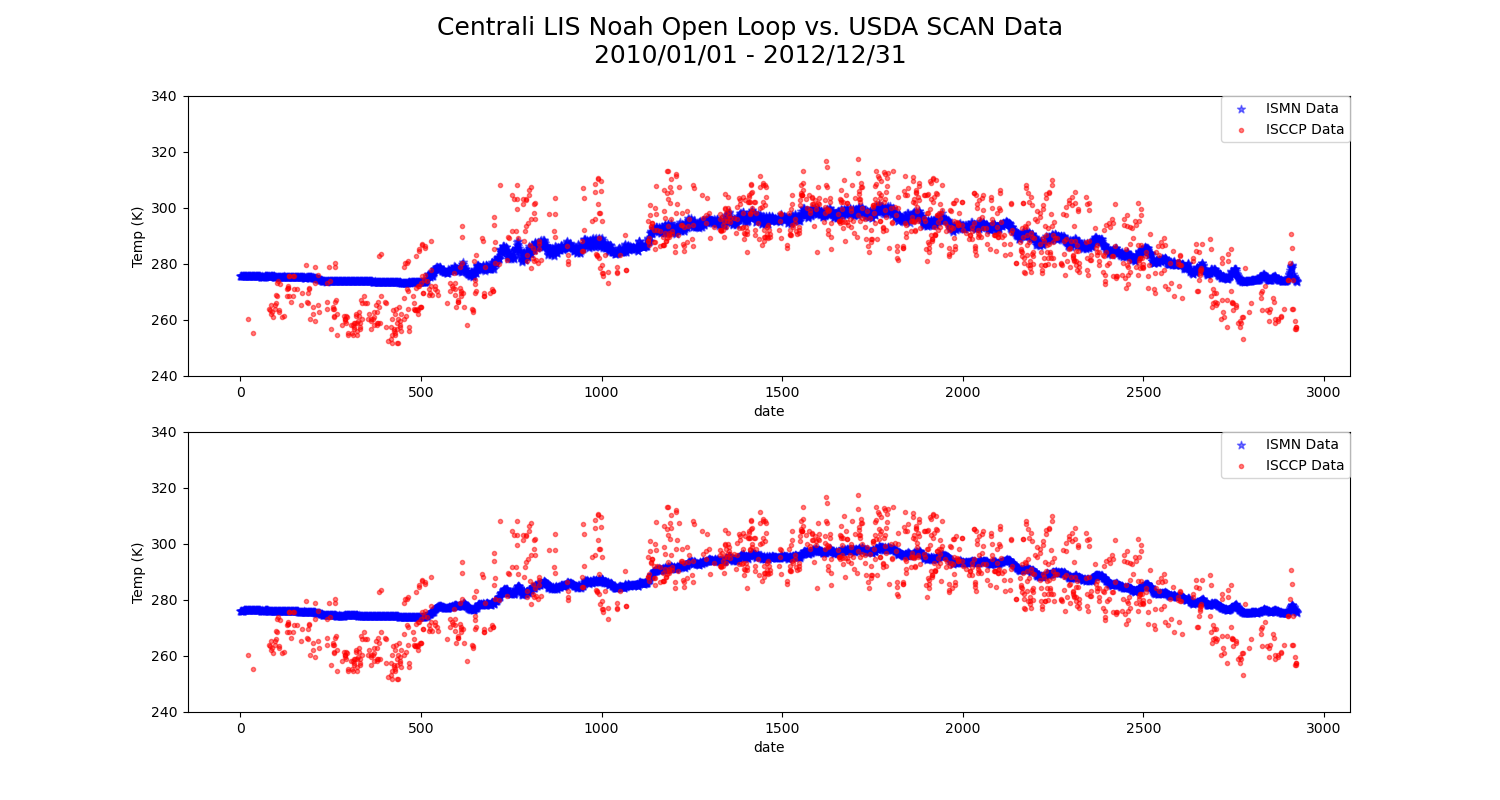 Centrali LIS Noah Open Loop vs. USDA SCAN Data
2010/01/01 - 2012/12/31
340
320
300
280
260
240
Temp (K)
ISMN Data
ISCCP Data
0 500 1000 1500 2000 2500 3000
date
340
320
300
280
260
240
Temp (K)
ISMN Data
ISCCP Data
0 500 1000 1500 2000 2500 3000
date